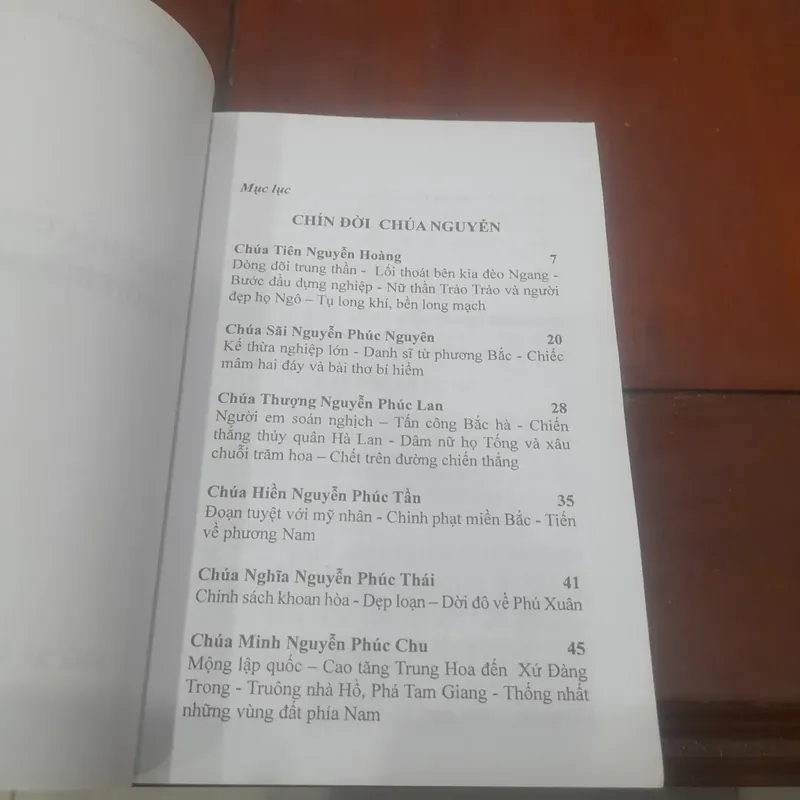 Mục lục
CHÍN ĐỜI CHÚA NGUYỄN
Chúa Tiên Nguyễn Hoàng 7
Dòng dõi trung thần - Lối thoát bên kia đèo Ngang -
Bước đầu dựng nghiệp - Nữ thần Trảo Trảo và người
đẹp họ Ngô – Tụ long khí, bền long mạch
Chúa Sãi Nguyễn Phúc Nguyên 20
Kế thừa nghiệp lớn - Danh sĩ từ phương Bắc - Chiếc
mâm hai đáy và bài thơ bí hiểm
Chúa Thượng Nguyễn Phúc Lan 28
Người em soán nghịch – Tấn công Bắc hà - Chiến
thắng thủy quân Hà Lan - Dâm nữ họ Tống và xâu
chuỗi trăm hoa – Chết trên đường chiến thắng
Chúa Hiền Nguyễn Phúc Tần 35
Đoạn tuyệt với mỹ nhân - Chinh phạt miền Bắc - Tiến
về phương Nam
Chúa Nghĩa Nguyễn Phúc Thái 41
Chính sách khoan hòa - Dẹp loạn – Dời đô về Phú Xuân
Chúa Minh Nguyễn Phúc Chu 45
Mộng lập quốc – Cao tăng Trung Hoa đến Xứ Đàng
Trong - Truông nhà Hồ, Phá Tam Giang - Thống nhất
những vùng đất phía Nam